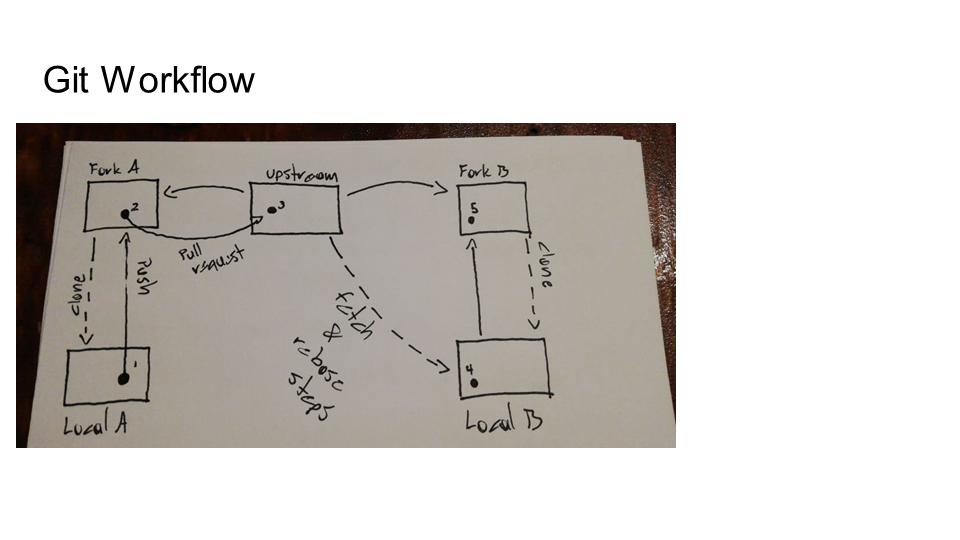 Git Workflow
Fork A
upstream
Fork B
2
3
5
Pull
request
clone
Push
clone
fetch
&
rebase
steps
1
4
Local A
Local B